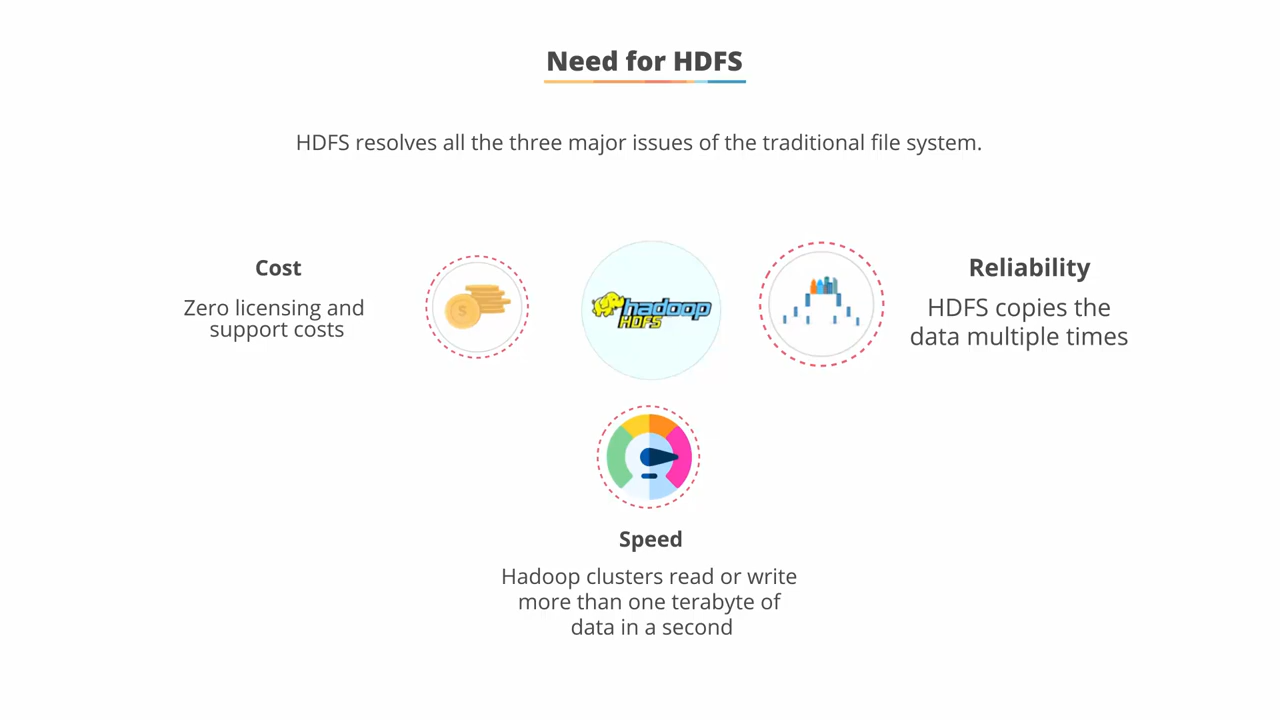 Need for HDFS
HDFS resolves all the three major issues of the traditional file system.
Cost
Zero licensing and
support costs
$
hadoop
HDFS
Reliability
HDFS copies the
data multiple times
Speed
Hadoop clusters read or write
more than one terabyte of
data in a second